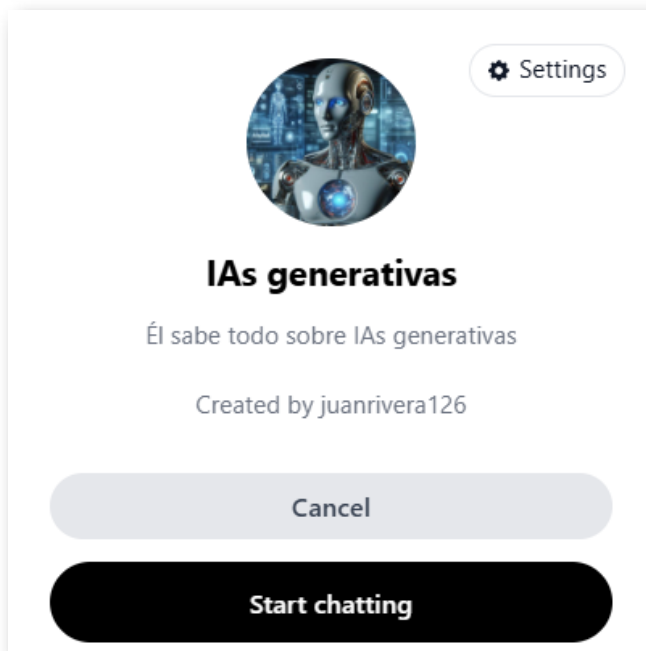 Settings
IAs generativas
Él sabe todo sobre IAs generativas
Created by juanrivera126
Cancel
Start chatting